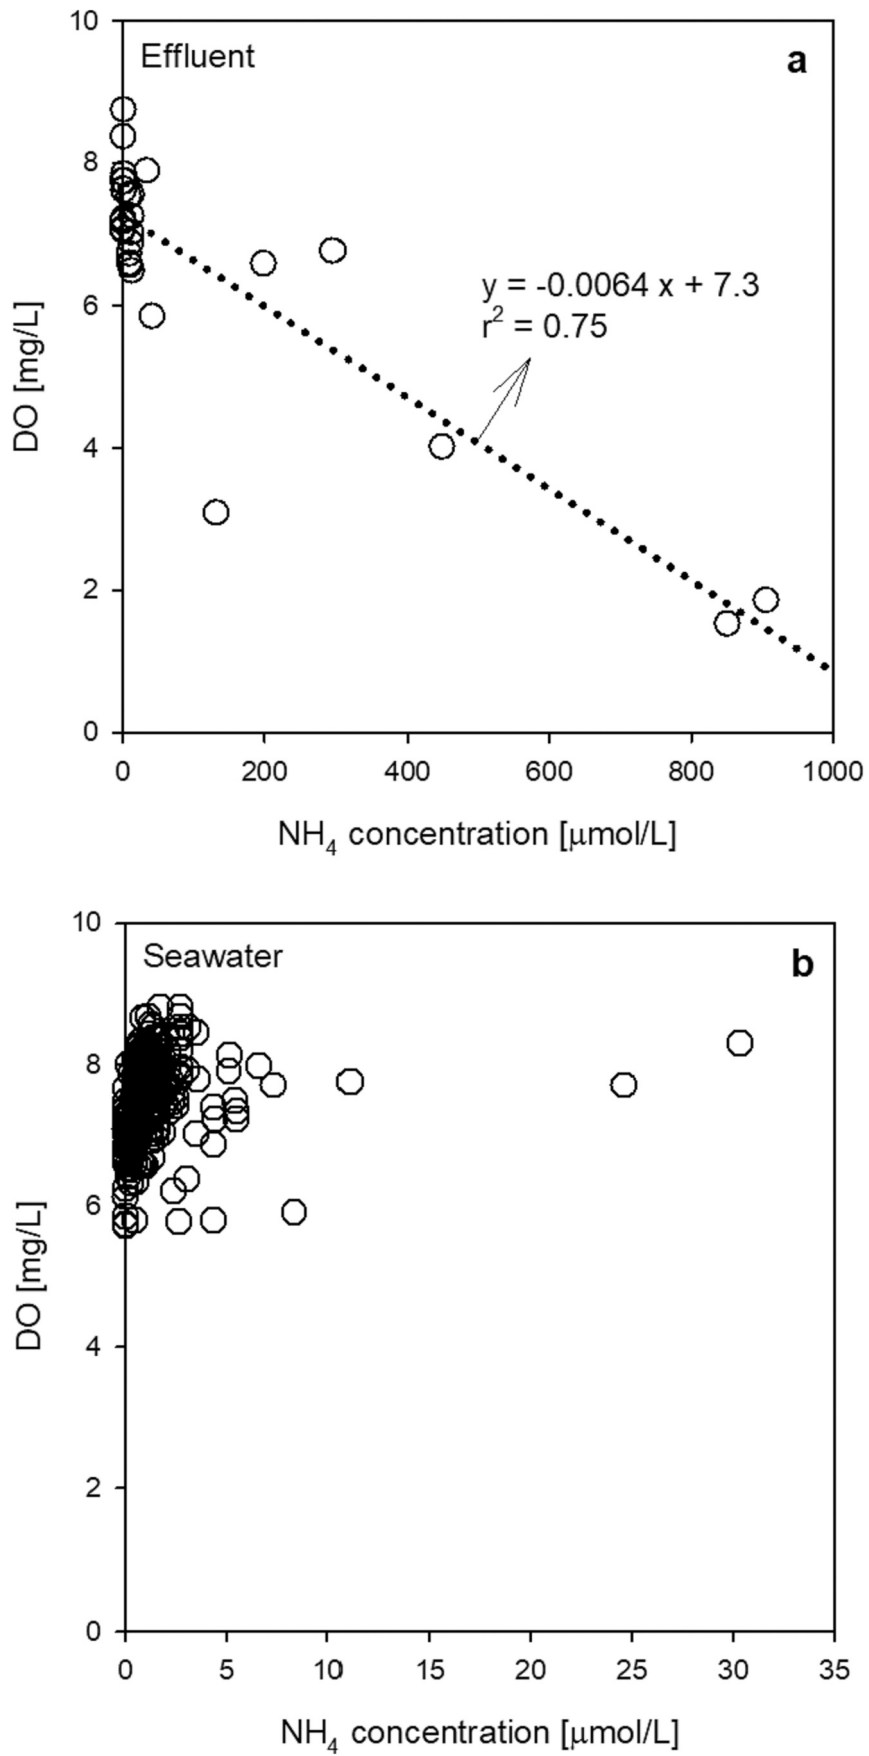 10
Effluent
a
8
y = -0.0064 x + 7.3
r² = 0.75
6
DO [mg/L]
4
2
0
0 200 400 600 800 1000
NH₄ concentration [μmol/L]
10
Seawater
b
8
6
DO [mg/L]
4
2
0
0 5 10 15 20 25 30 35
NH₄ concentration [μmol/L]